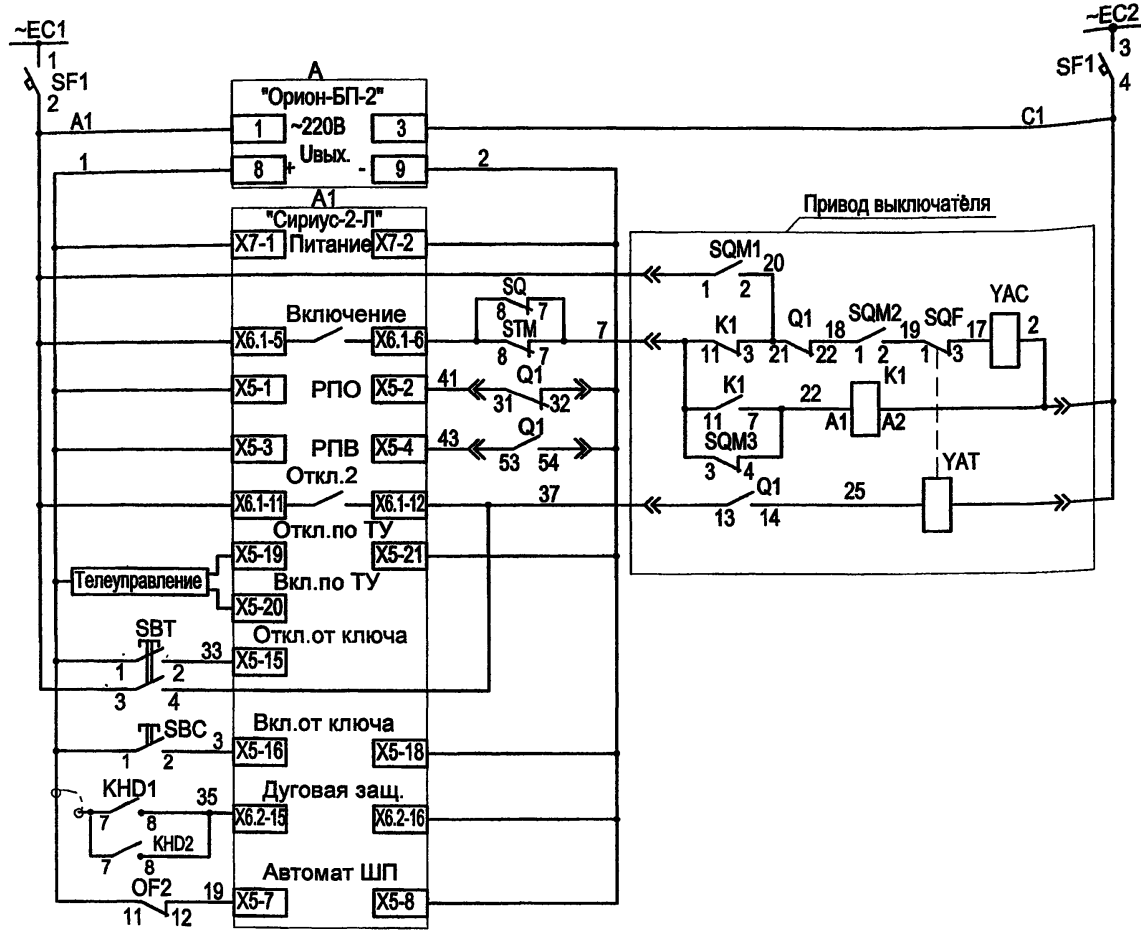 ~EC1
~EC2
1
SF1
2
3
SF1
4
A
"Орион-БП-2"
A1
1
~220В
3
C1
Uвых.
1
8
+
-
9
2
A1
"Сириус-2-Л"
Привод выключателя
X7-1
Питание
X7-2
SQM1
20
1
2
SQ
8
7
Включение
STM
7
X6.1-5
X6.1-6
8
7
K1
11
3
Q1
21
22
18
SQM2
1
2
19
SQF
1
3
17
YAC
2
X5-1
РПО
X5-2
41
Q1
31
32
K1
11
7
22
K1
A1
A2
X5-3
РПВ
X5-4
43
Q1
53
54
SQM3
3
4
YAT
Откл.2
X6.1-11
X6.1-12
37
Q1
13
14
25
Откл.по ТУ
X5-19
X5-21
Телеуправление
Вкл.по ТУ
X5-20
SBT
Откл.от ключа
1
2
33
X5-15
3
4
Вкл.от ключа
SBC
3
1
2
X5-16
X5-18
KHD1
35
Дуговая защ.
7
8
X6.2-15
X6.2-16
KHD2
7
8
Автомат ШП
OF2
19
11
12
X5-7
X5-8